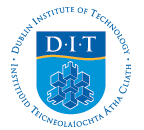 DUBLIN INSTITUTE OF TECHNOLOGY
D·I·T
INSTITIÚID TEICNEOLAÍOCHTA ÁTHA CLIATH